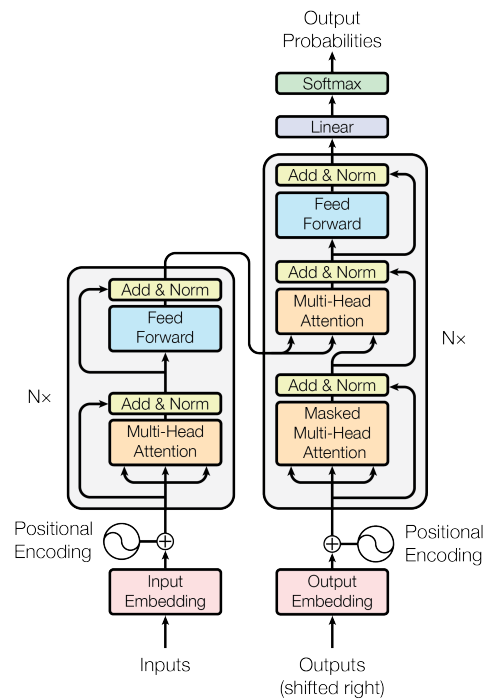 Output
Probabilities
Softmax
Linear
Add & Norm
Feed
Forward
Add & Norm
Multi-Head
Attention
Add & Norm
Masked
Multi-Head
Attention
N×
Add & Norm
Feed
Forward
Add & Norm
Multi-Head
Attention
N×
Positional
Encoding
Positional
Encoding
Input
Embedding
Output
Embedding
Inputs
Outputs
(shifted right)